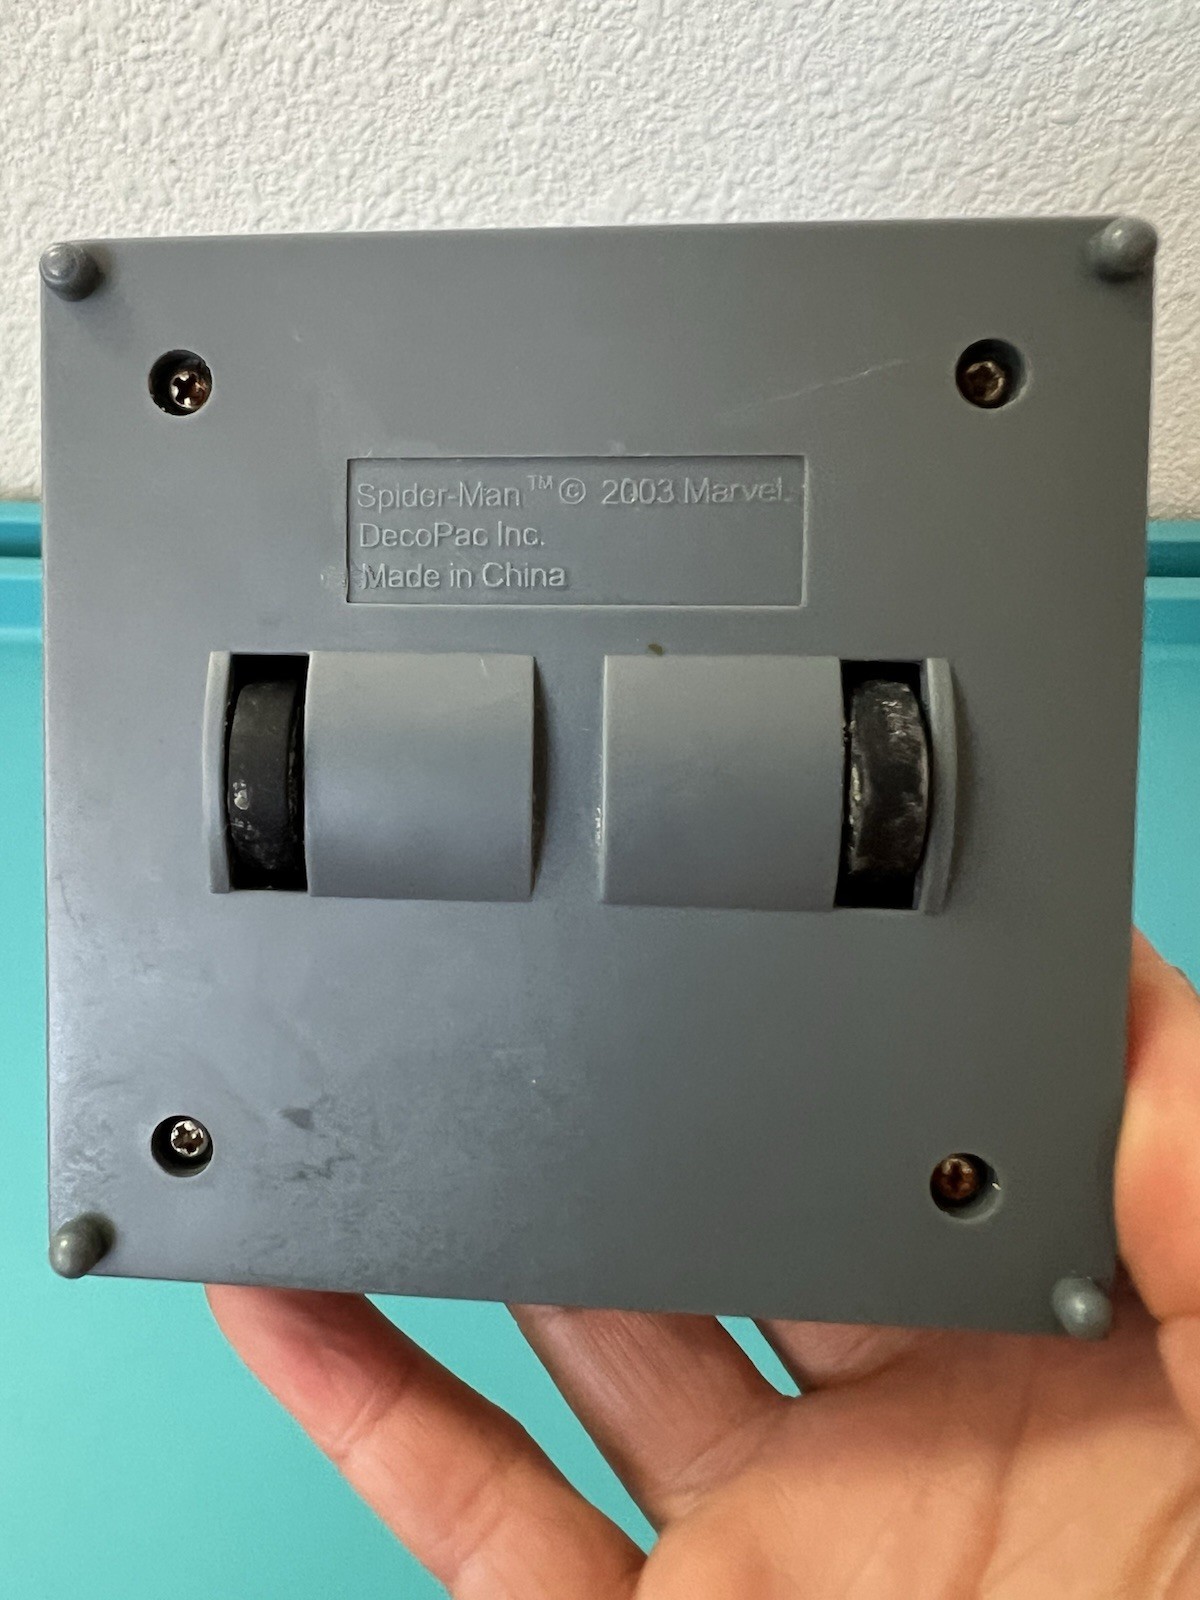 Spider-Man™© 2003 Marvel.
DecoPac Inc.
Made in China